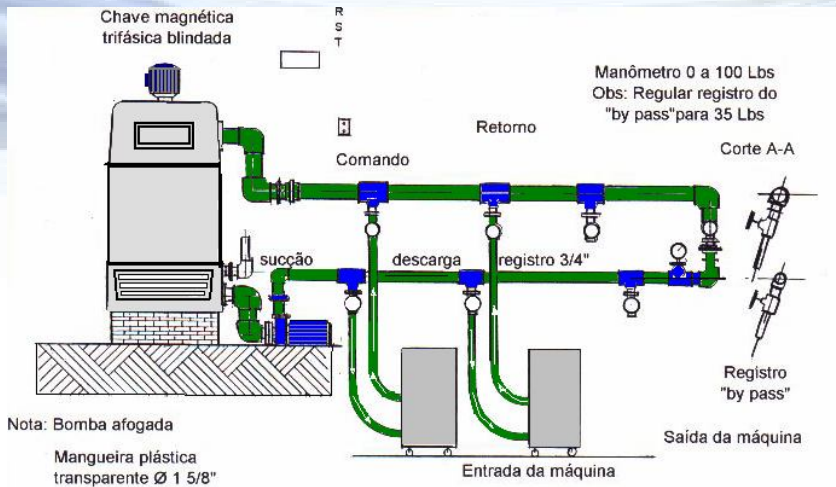 Chave magnética
trifásica blindada
R
S
T
Manômetro 0 a 100 Lbs
Obs: Regular registro do
"by pass"para 35 Lbs
Retorno
Comando
Corte A-A
sucção
descarga
registro 3/4"
Registro
"by pass"
Nota: Bomba afogada
Saída da máquina
Mangueira plástica
transparente Ø 1 5/8"
Entrada da máquina